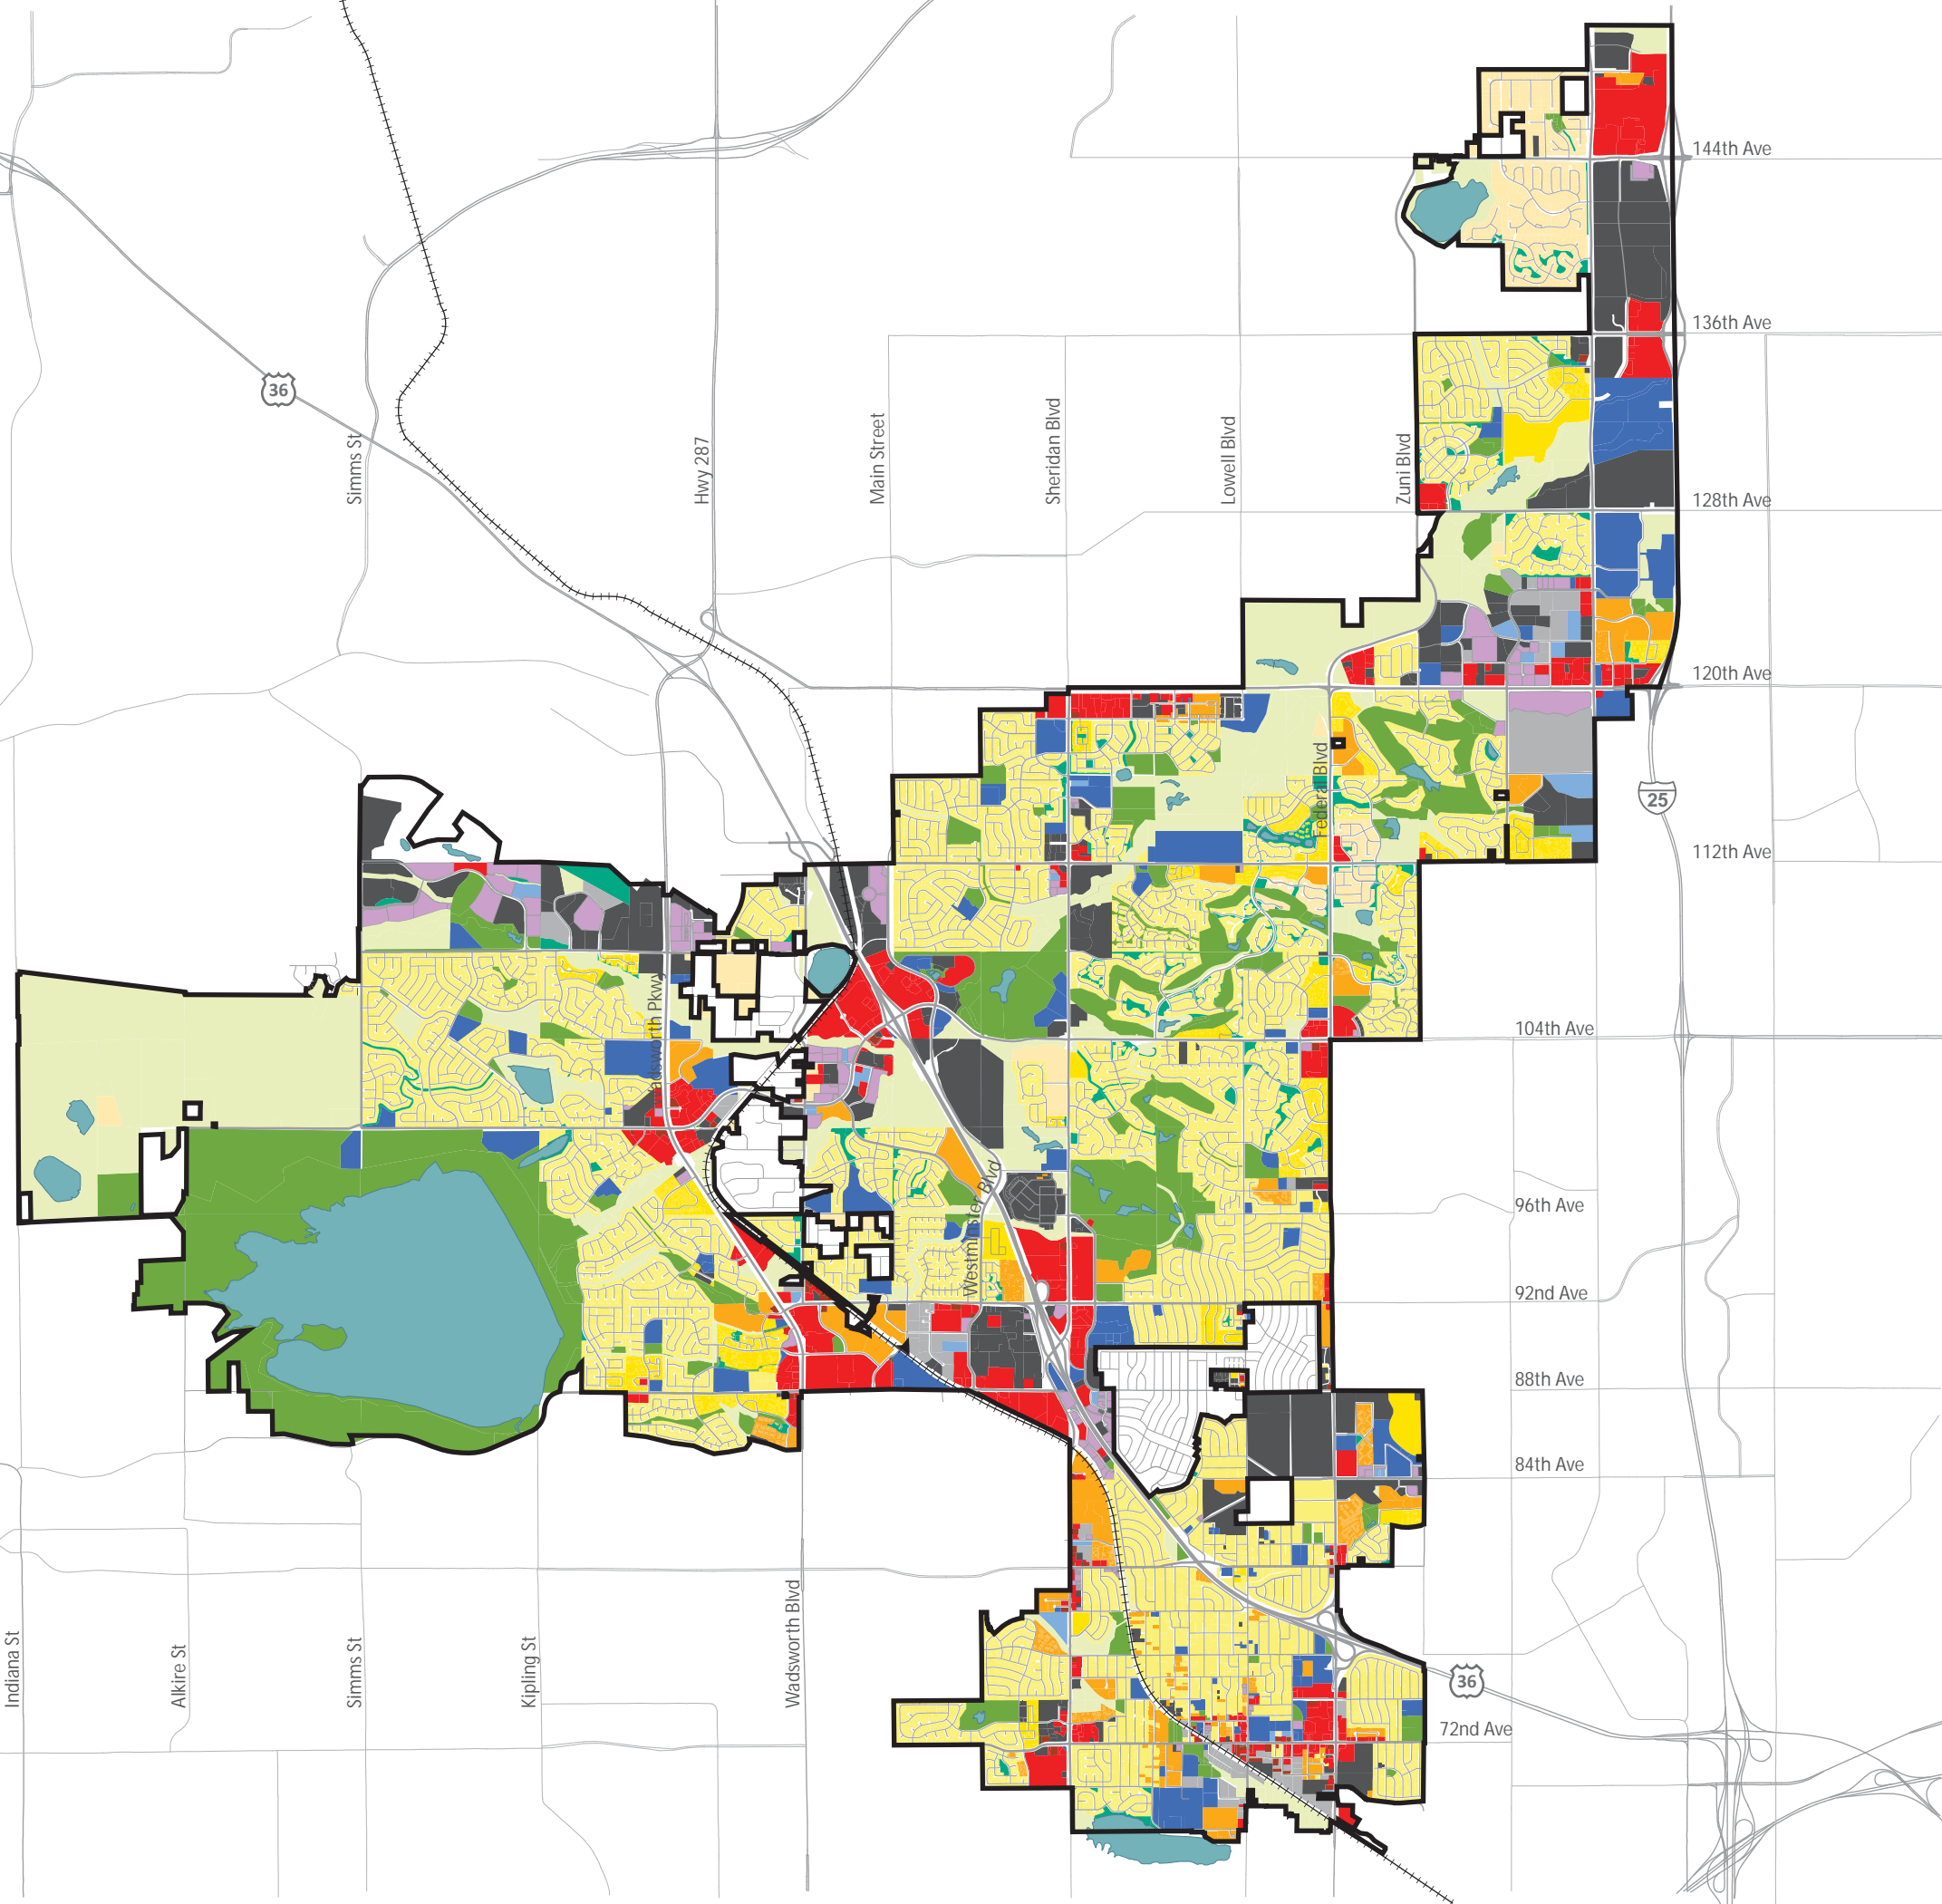 144th Ave
136th Ave
36
Simms St
Hwy 287
Main Street
Sheridan Blvd
Lowell Blvd
Zuni Blvd
128th Ave
120th Ave
Federal Blvd
25
112th Ave
Wadsworth Pkwy
104th Ave
Westminster Blvd
96th Ave
92nd Ave
88th Ave
84th Ave
Indiana St
Alkire St
Simms St
Kipling St
Wadsworth Blvd
36
72nd Ave